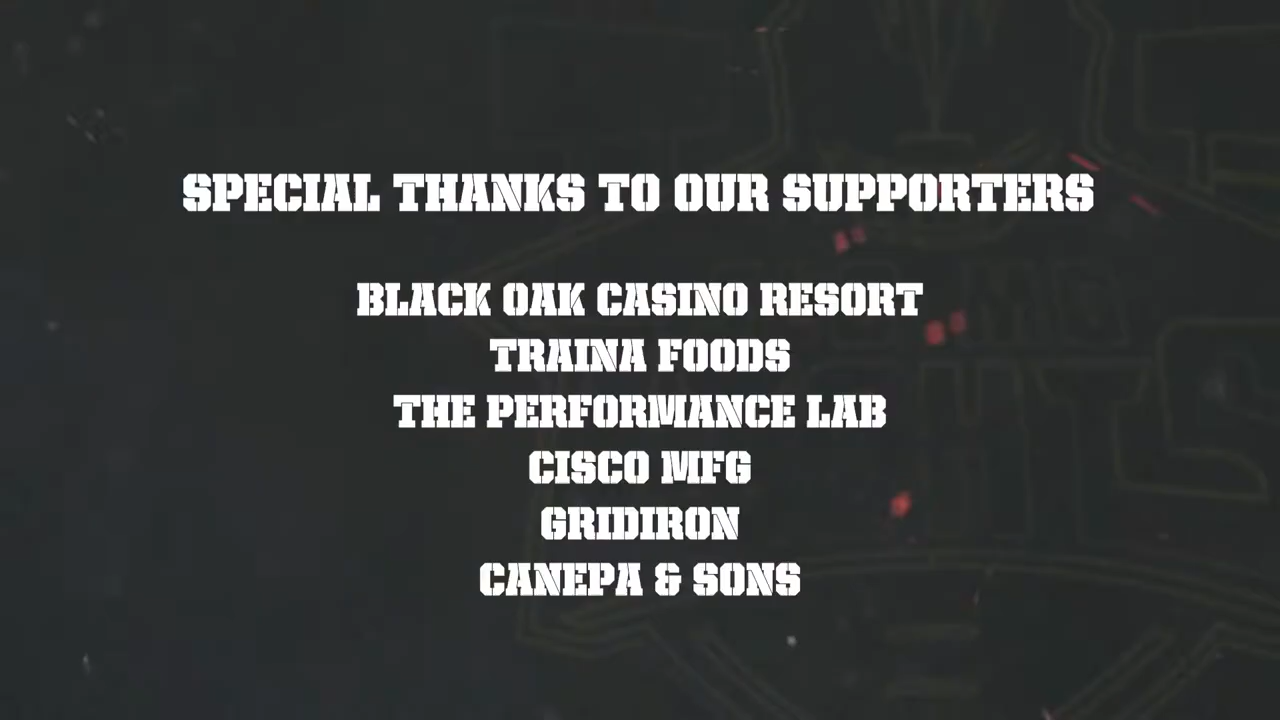 SPECIAL THANKS TO OUR SUPPORTERS
BLACK OAK CASINO RESORT
TRAINA FOODS
THE PERFORMANCE LAB
CISCO MFG
GRIDIRON
CANEPA & SONS